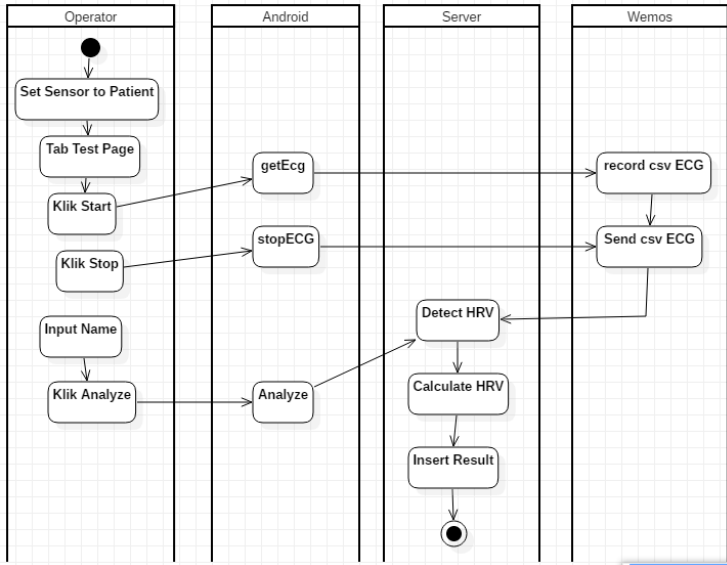 Operator
Android
Server
Wemos
Set Sensor to Patient
Tab Test Page
getEcg
record csv ECG
Klik Start
stopECG
Send csv ECG
Klik Stop
Detect HRV
Input Name
Klik Analyze
Analyze
Calculate HRV
Insert Result